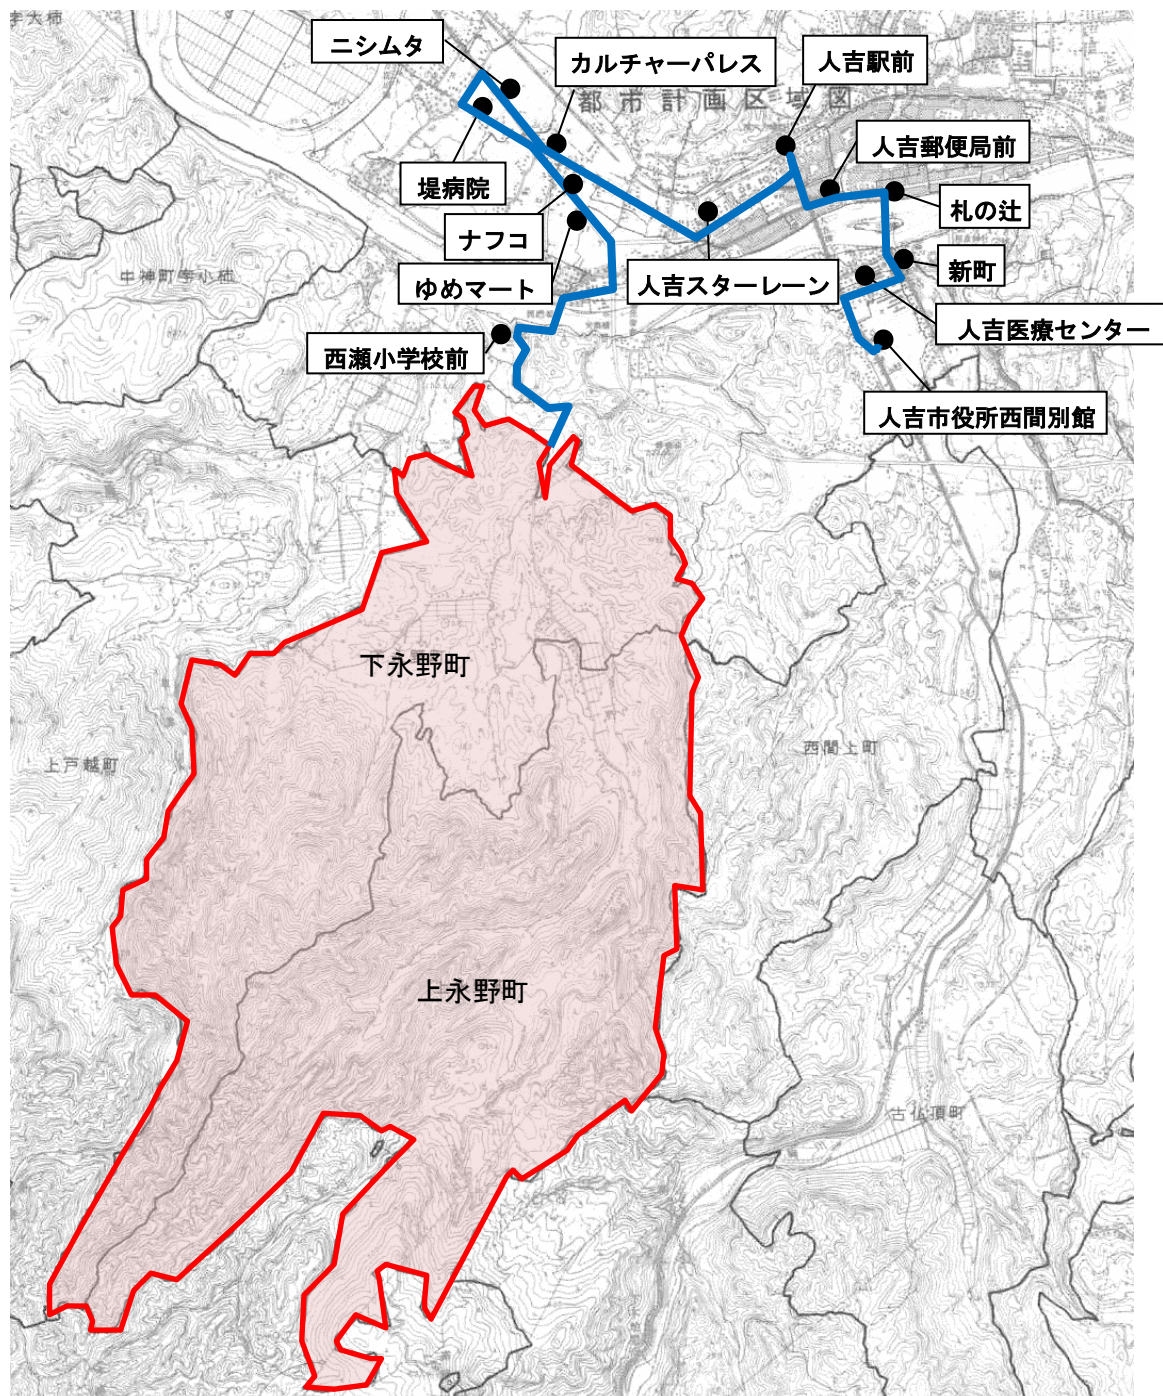 ニシムタ
カルチャーパレス
人吉駅前
都市計画区域図
人吉郵便局前
堤病院
札の辻
ナフコ
新町
ゆめマート
人吉スターレーン
人吉医療センター
西瀬小学校前
人吉市役所西間別館
下永野町
西間上町
上戸越町
上永野町
古仏頂町